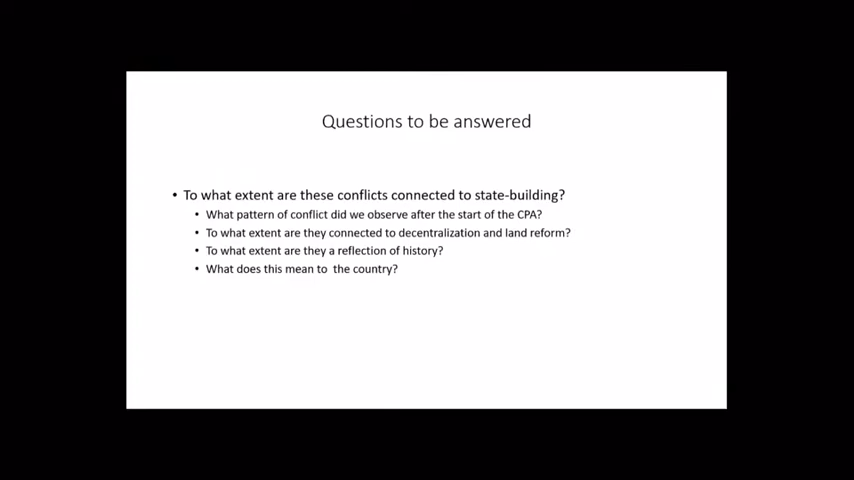 Questions to be answered
• To what extent are these conflicts connected to state-building?
• What pattern of conflict did we observe after the start of the CPA?
• To what extent are they connected to decentralization and land reform?
• To what extent are they a reflection of history?
• What does this mean to  the country?